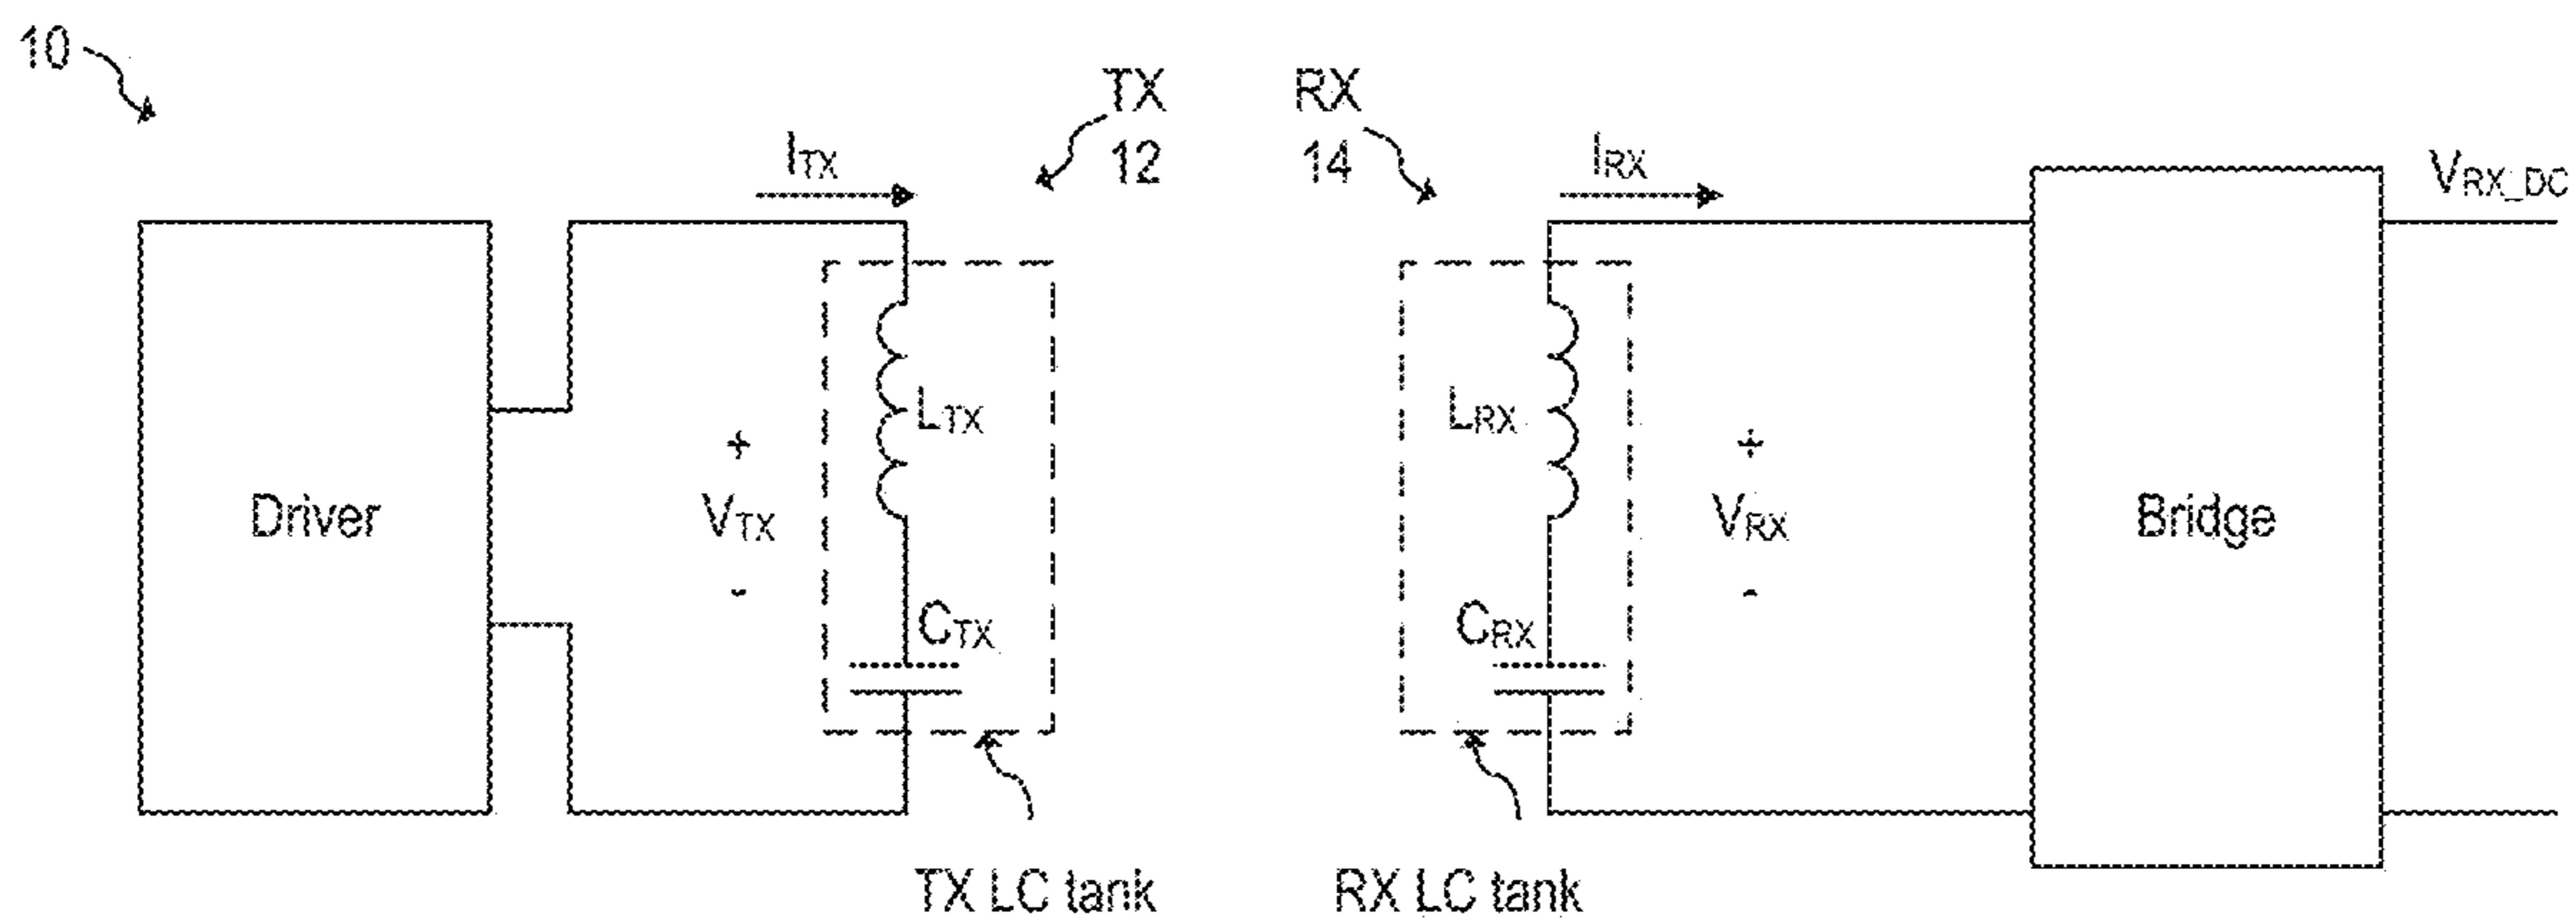 10
TX
12
RX
14
ITX
IRX
VRX_DC
Driver
+
VTX
-
LTX
CTX
LRX
CRX
+
VRX
-
Bridge
TX LC tank
RX LC tank